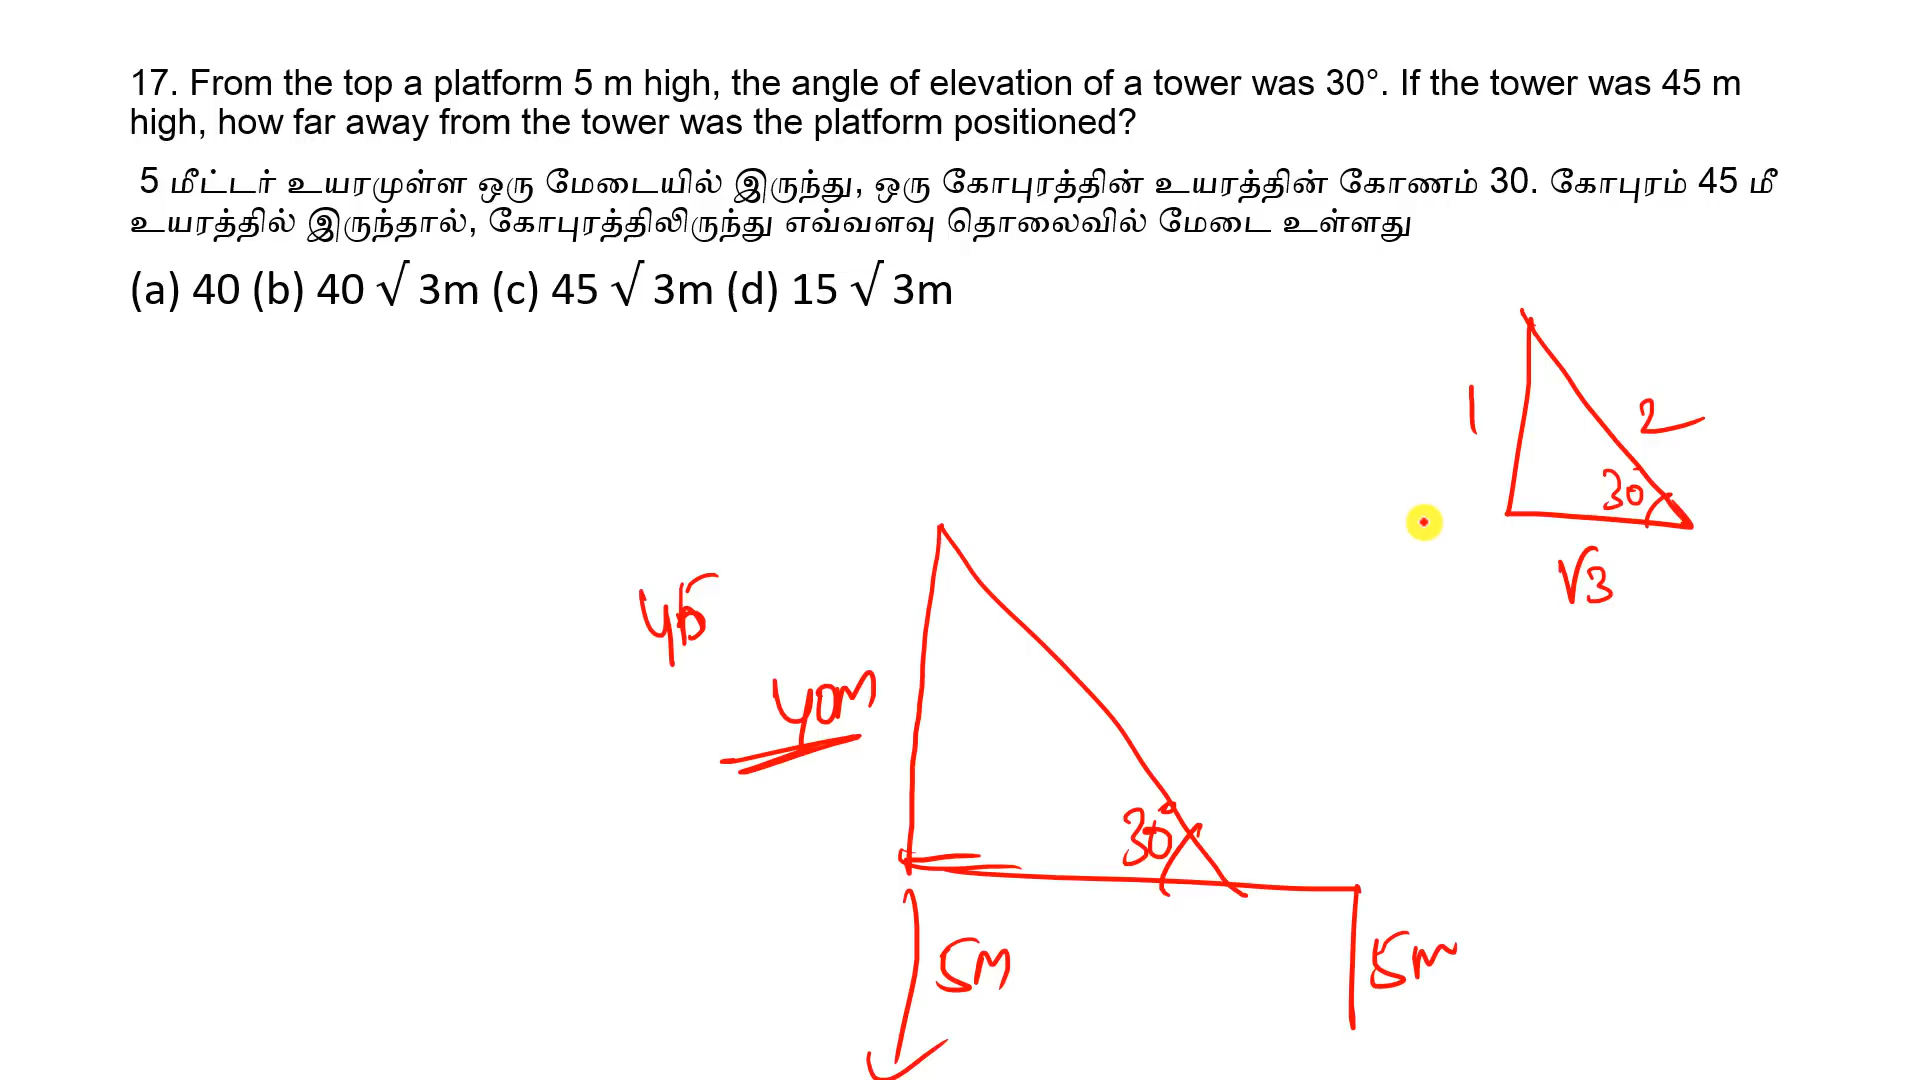 17. From the top a platform 5 m high, the angle of elevation of a tower was 30°. If the tower was 45 m
high, how far away from the tower was the platform positioned?
5 மீட்டர் உயரமுள்ள ஒரு மேடையில் இருந்து, ஒரு கோபுரத்தின் உயரத்தின் கோணம் 30. கோபுரம் 45 மீ
உயரத்தில் இருந்தால், கோபுரத்திலிருந்து எவ்வளவு தொலைவில் மேடை உள்ளது
(a) 40 (b) 40 √ 3m (c) 45 √ 3m (d) 15 √ 3m
1
2
30°
√3
45
40m
30°
5m
5m